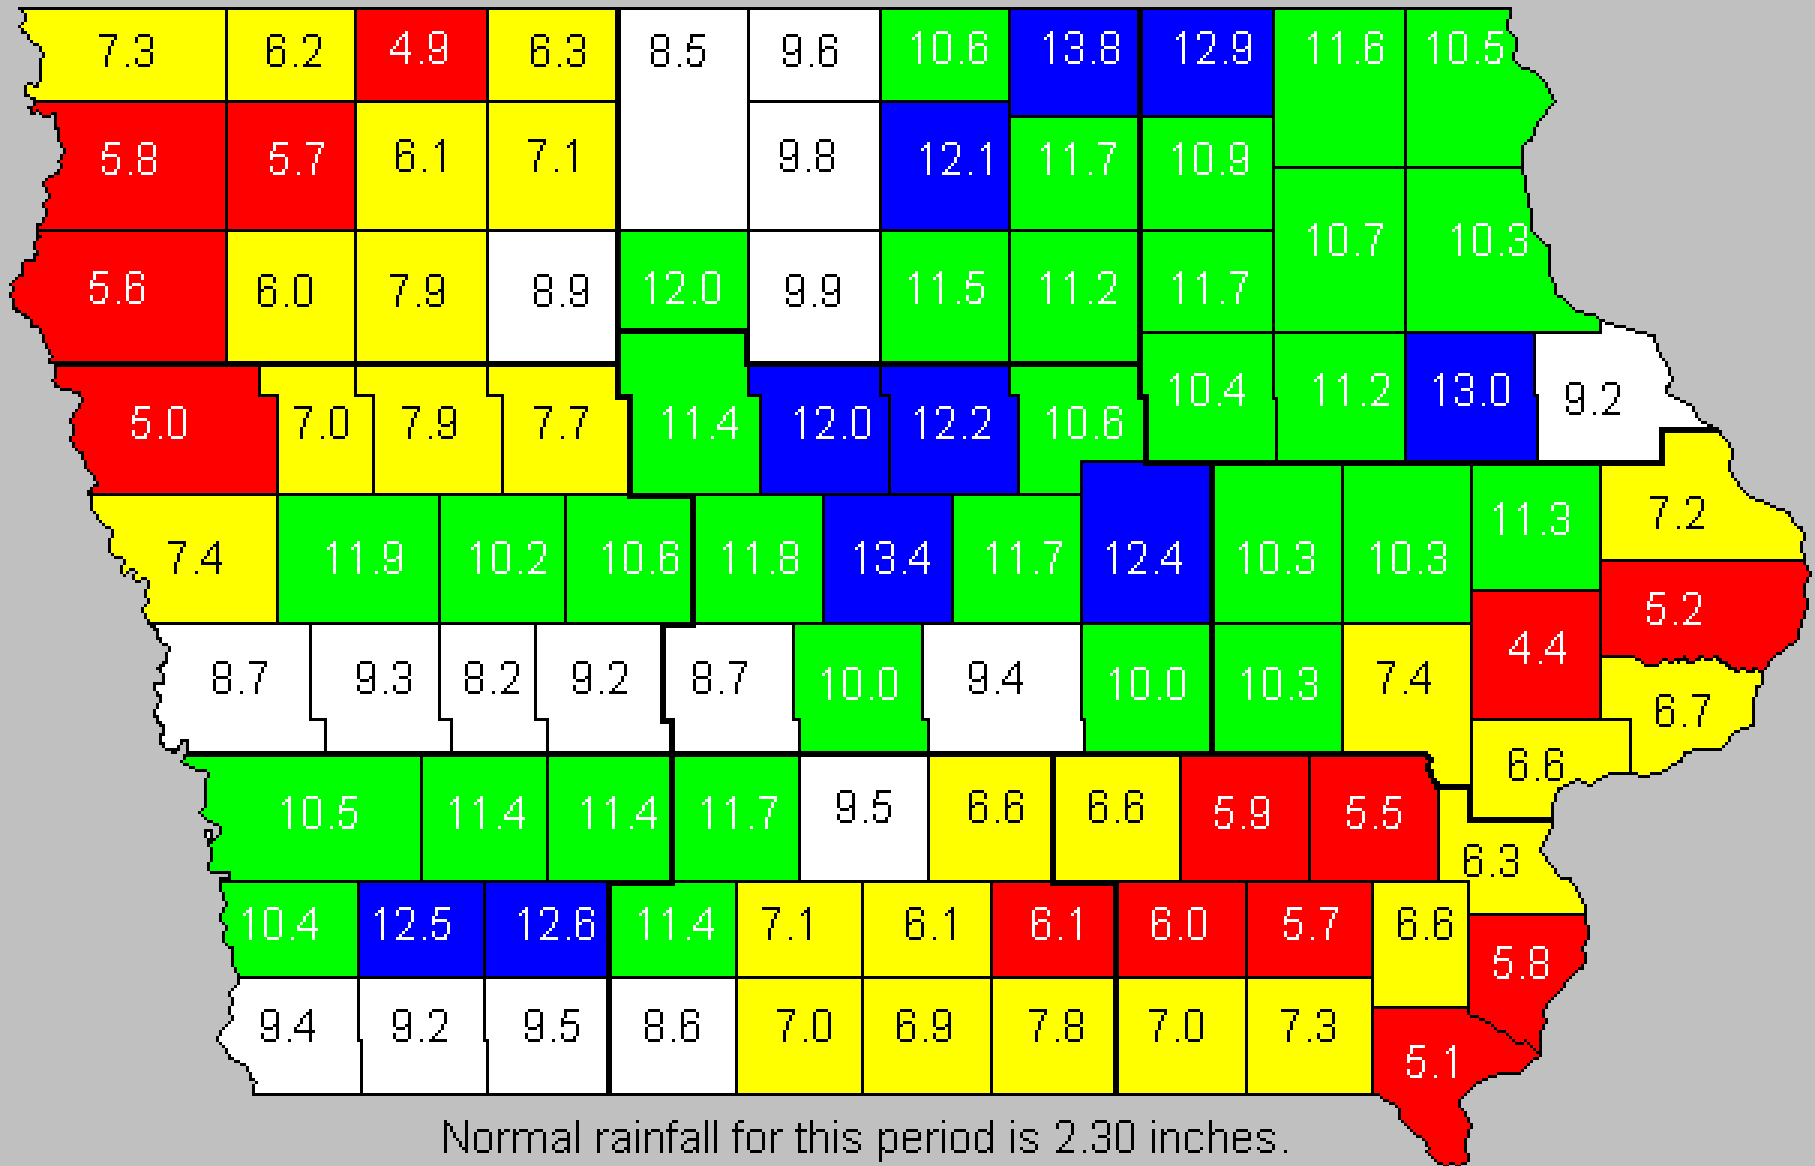 7.3 6.2 4.9 6.3 8.5 9.6 10.6 13.8 12.9 11.6 10.5
5.8 5.7 6.1 7.1 9.8 12.1 11.7 10.9
10.7 10.3
5.6 6.0 7.9 8.9 12.0 9.9 11.5 11.2 11.7
10.4 11.2 13.0 9.2
5.0 7.0 7.9 7.7 11.4 12.0 12.2 10.6
11.3 7.2
7.4 11.9 10.2 10.6 11.8 13.4 11.7 12.4 10.3 10.3
5.2
4.4
8.7 9.3 8.2 9.2 8.7 10.0 9.4 10.0 10.3 7.4
6.7
6.6
10.5 11.4 11.4 11.7 9.5 6.6 6.6 5.9 5.5
6.3
10.4 12.5 12.6 11.4 7.1 6.1 6.1 6.0 5.7 6.6
5.8
9.4 9.2 9.5 8.6 7.0 6.9 7.8 7.0 7.3
5.1
Normal rainfall for this period is 2.30 inches.